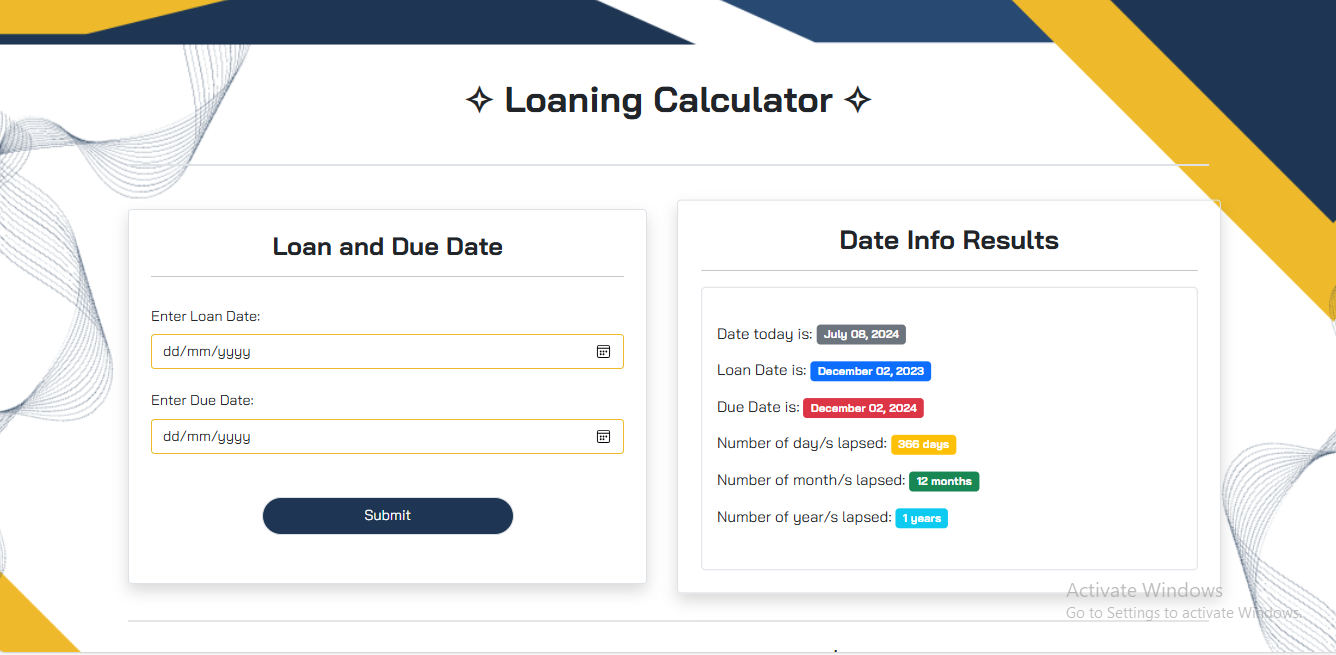 ✧ Loaning Calculator ✧
Loan and Due Date
Enter Loan Date:
dd/mm/yyyy
Enter Due Date:
dd/mm/yyyy
Submit
Date Info Results
Date today is: July 08, 2024
Loan Date is: December 02, 2023
Due Date is: December 02, 2024
Number of day/s lapsed: 366 days
Number of month/s lapsed: 12 months
Number of year/s lapsed: 1 years
Activate Windows
Go to Settings to activate Windows.